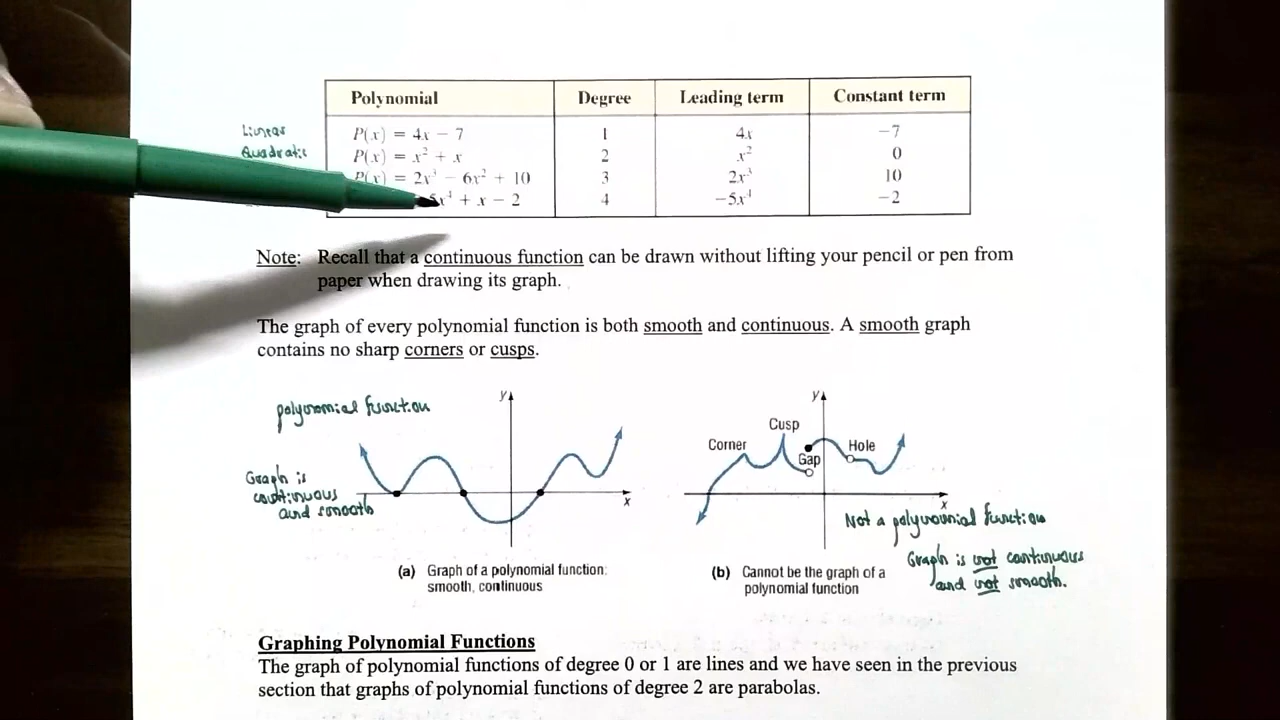 Polynomial Degree Leading term Constant term
Linear P(x) = 4x − 7 1 4x −7
Quadratic P(x) = x² + x 2 x² 0
P(x) = 2x³ − 6x² + 10 3 2x³ 10
5x⁴ + x − 2 4 −5x⁴ −2
Note: Recall that a continuous function can be drawn without lifting your pencil or pen from
paper when drawing its graph.
The graph of every polynomial function is both smooth and continuous. A smooth graph
contains no sharp corners or cusps.
polynomial function
Graph is
continuous
and smooth
y
x
(a) Graph of a polynomial function:
smooth, continuous
y
Cusp
Corner
Gap
Hole
x
Not a polynomial function
Graph is not continuous
and not smooth.
(b) Cannot be the graph of a
polynomial function
Graphing Polynomial Functions
The graph of polynomial functions of degree 0 or 1 are lines and we have seen in the previous
section that graphs of polynomial functions of degree 2 are parabolas.